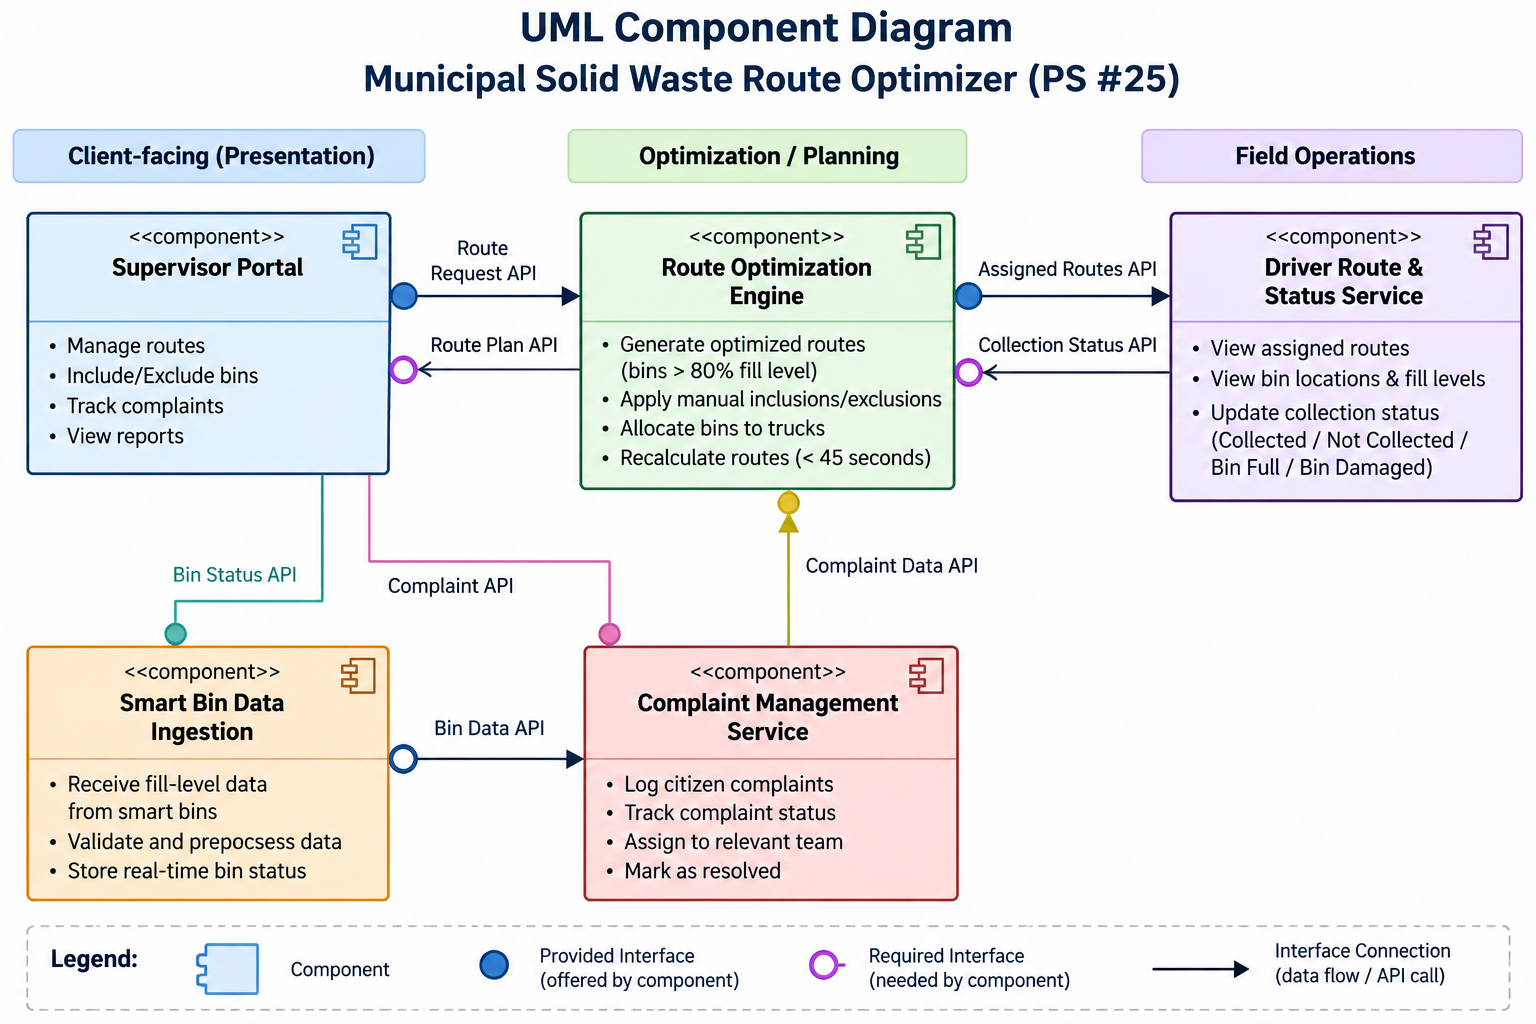 UML Component Diagram
Municipal Solid Waste Route Optimizer (PS #25)
Client-facing (Presentation)
Optimization / Planning
Field Operations
<<component>>
Supervisor Portal
• Manage routes
• Include/Exclude bins
• Track complaints
• View reports
Route
Request API
Route Plan API
<<component>>
Route Optimization
Engine
• Generate optimized routes
(bins > 80% fill level)
• Apply manual inclusions/exclusions
• Allocate bins to trucks
• Recalculate routes (< 45 seconds)
Assigned Routes API
Collection Status API
<<component>>
Driver Route &
Status Service
• View assigned routes
• View bin locations & fill levels
• Update collection status
(Collected / Not Collected /
Bin Full / Bin Damaged)
Bin Status API
Complaint API
Complaint Data API
<<component>>
Smart Bin Data
Ingestion
• Receive fill-level data
from smart bins
• Validate and prepocsess data
• Store real-time bin status
Bin Data API
<<component>>
Complaint Management
Service
• Log citizen complaints
• Track complaint status
• Assign to relevant team
• Mark as resolved
Legend:
Component
Provided Interface
(offered by component)
Required Interface
(needed by component)
Interface Connection
(data flow / API call)